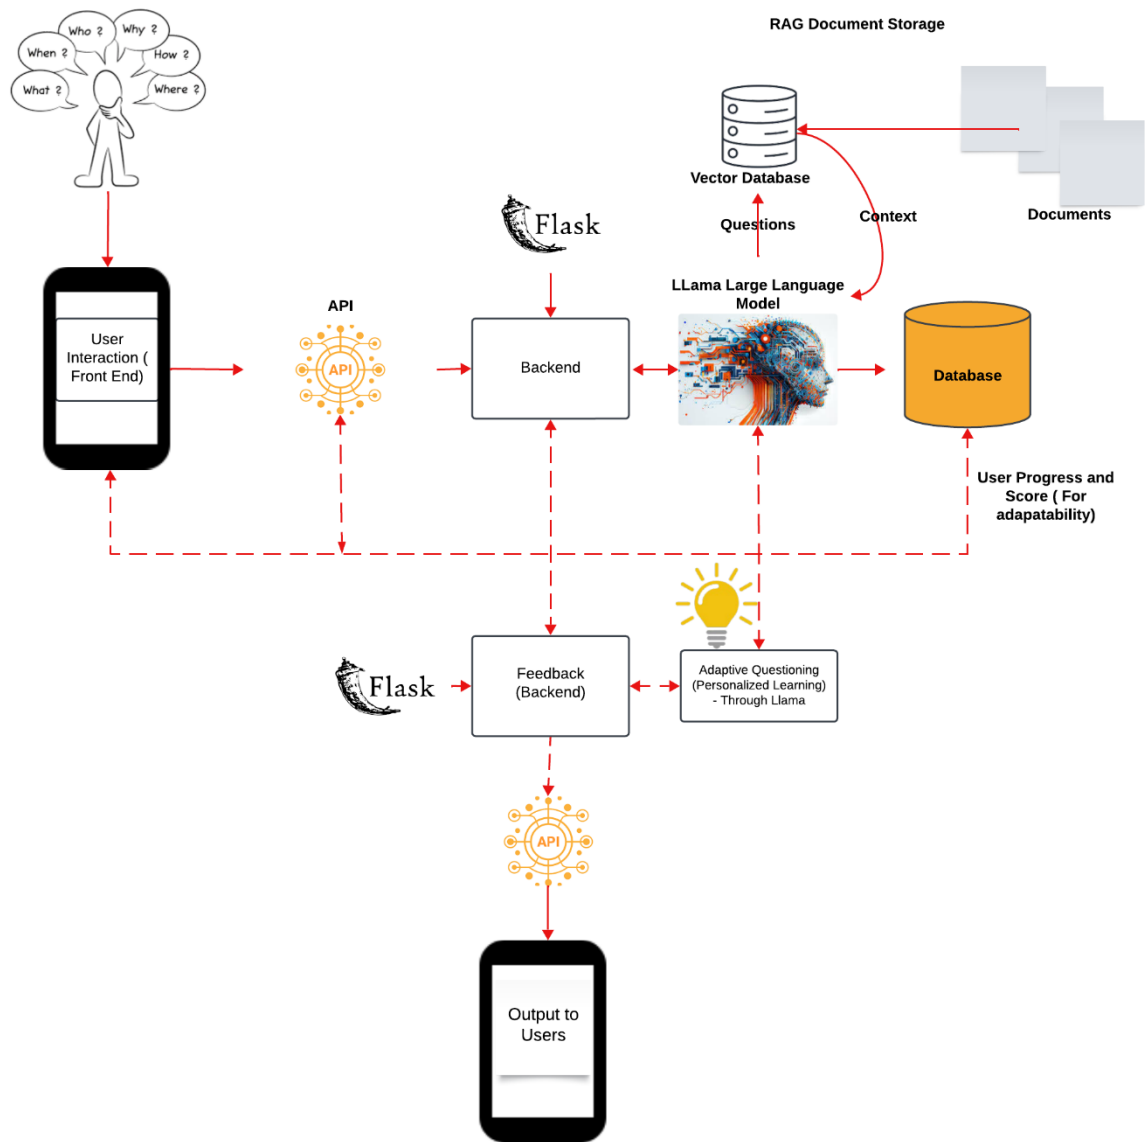 Who ?
Why ?
When ?
How ?
What ?
Where ?
RAG Document Storage
Vector Database
Documents
Questions
Context
Flask
LLama Large Language
Model
API
User
Interaction (
Front End)
API
Backend
Database
User Progress and
Score ( For
adapatability)
Feedback
(Backend)
Flask
Adaptive Questioning
(Personalized Learning)
- Through Llama
API
Output to
Users